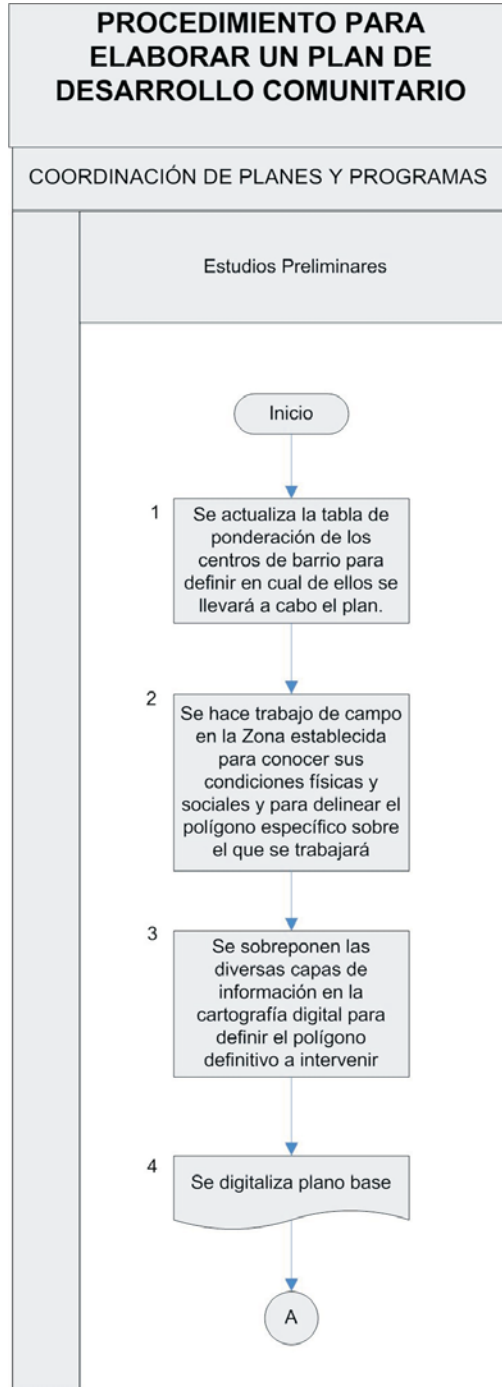 PROCEDIMIENTO PARA
ELABORAR UN PLAN DE
DESARROLLO COMUNITARIO
COORDINACIÓN DE PLANES Y PROGRAMAS
Estudios Preliminares
Inicio
1
Se actualiza la tabla de
ponderación de los
centros de barrio para
definir en cual de ellos se
llevará a cabo el plan.
2
Se hace trabajo de campo
en la Zona establecida
para conocer sus
condiciones físicas y
sociales y para delinear el
polígono específico sobre
el que se trabajará
3
Se sobreponen las
diversas capas de
información en la
cartografía digital para
definir el polígono
definitivo a intervenir
4
Se digitaliza plano base
A